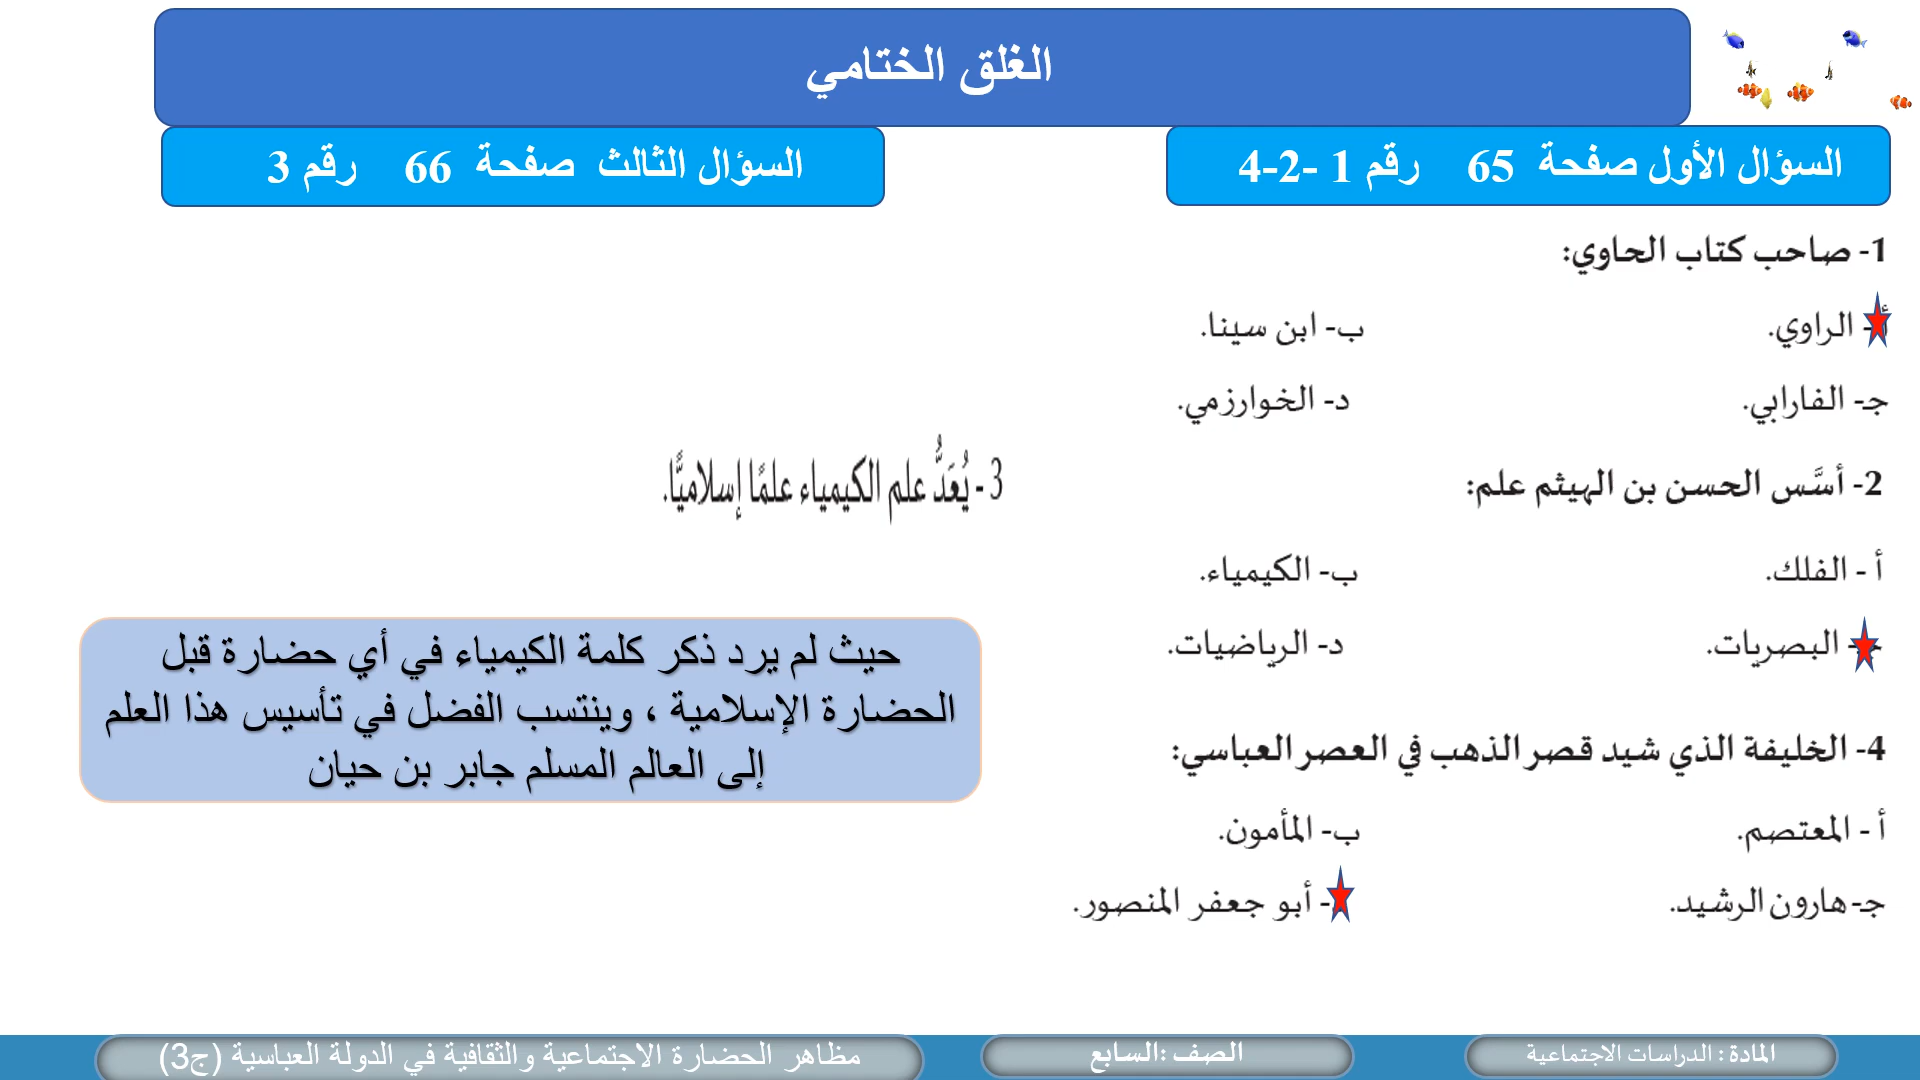 الغلق الختامي
السؤال الأول صفحة 65 رقم 1 -2-4
السؤال الثالث صفحة 66 رقم 3
1- صاحب كتاب الحاوي:
أ- الراوي.
ب- ابن سينا.
جـ- الفارابي.
د- الخوارزمي.
2- أسَّس الحسن بن الهيثم علم:
أ - الفلك.
ب- الكيمياء.
- البصريات.
د- الرياضيات.
4- الخليفة الذي شيد قصر الذهب في العصر العباسي:
أ - المعتصم.
ب- المأمون.
جـ- هارون الرشيد.
- أبو جعفر المنصور.
3 - يُعَدُّ علم الكيمياء علمًا إسلاميًّا.
حيث لم يرد ذكر كلمة الكيمياء في أي حضارة قبل
الحضارة الإسلامية ، وينتسب الفضل في تأسيس هذا العلم
إلى العالم المسلم جابر بن حيان
المادة : الدراسات الاجتماعية
الصف :السابع
مظاهر الحضارة الاجتماعية والثقافية في الدولة العباسية (ج3)